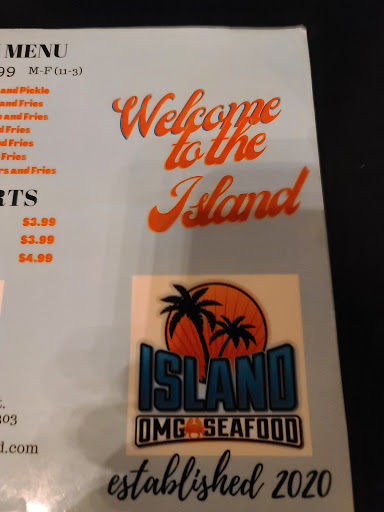 MENU
99 M-F (11-3)
and Pickle
and Fries
and Fries
d Fries
and Fries
Fries
rs and Fries
RTS
$3.99
$3.99
$4.99
t.
303
d.com
Welcome
to the
Island
ISLAND
OMG SEAFOOD
established 2020